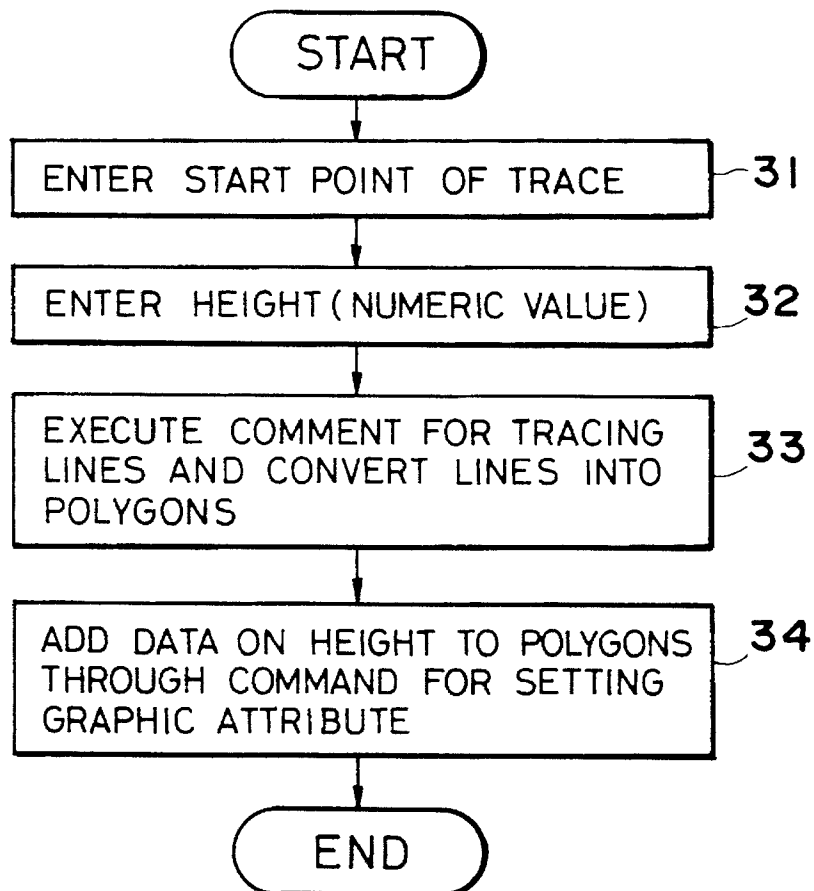 START
ENTER START POINT OF TRACE
31
ENTER HEIGHT (NUMERIC VALUE)
32
EXECUTE COMMENT FOR TRACING
LINES AND CONVERT LINES INTO
POLYGONS
33
ADD DATA ON HEIGHT TO POLYGONS
THROUGH COMMAND FOR SETTING
GRAPHIC ATTRIBUTE
34
END